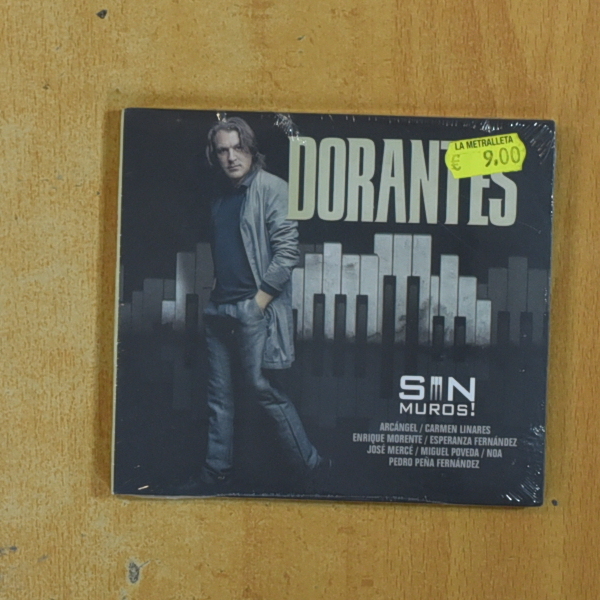 DORANTES
LA METRALLETA
€ 9,00
SIN
MUROS!
ARCÁNGEL / CARMEN LINARES
ENRIQUE MORENTE / ESPERANZA FERNÁNDEZ
JOSÉ MERCÉ / MIGUEL POVEDA / NOA
PEDRO PEÑA FERNÁNDEZ